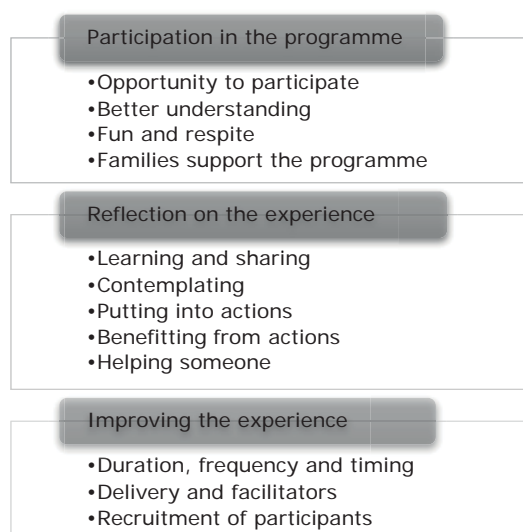 Participation in the programme
•Opportunity to participate
•Better understanding
•Fun and respite
•Families support the programme
Reflection on the experience
•Learning and sharing
•Contemplating
•Putting into actions
•Benefitting from actions
•Helping someone
Improving the experience
•Duration, frequency and timing
•Delivery and facilitators
•Recruitment of participants